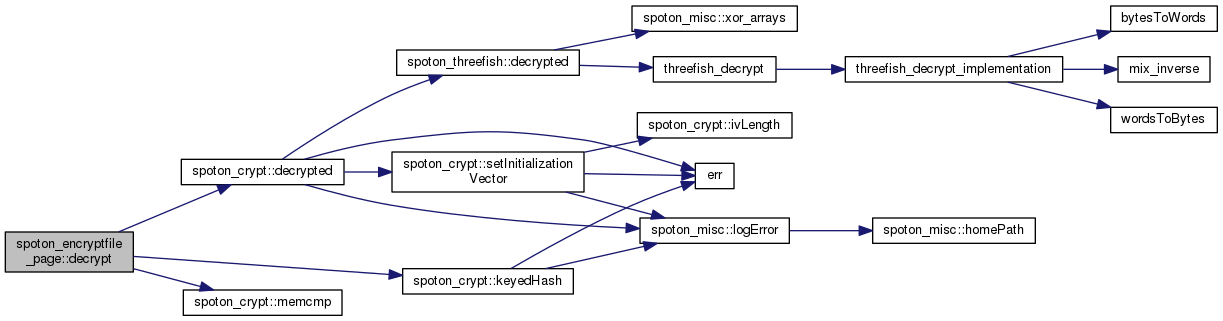 spoton_encryptfile
_page::decrypt
spoton_crypt::decrypted
spoton_crypt::memcmp
spoton_threefish::decrypted
spoton_crypt::setInitialization
Vector
spoton_crypt::keyedHash
spoton_misc::xor_arrays
threefish_decrypt
spoton_crypt::ivLength
err
spoton_misc::logError
threefish_decrypt_implementation
spoton_misc::homePath
bytesToWords
mix_inverse
wordsToBytes